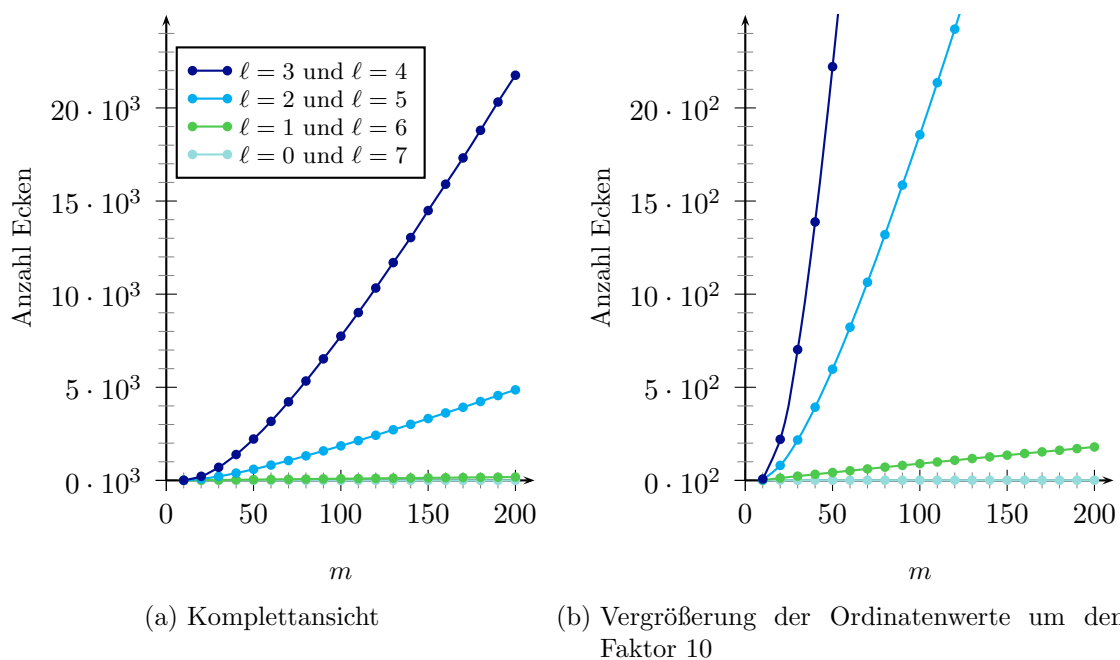 ℓ = 3 und ℓ = 4
ℓ = 2 und ℓ = 5
ℓ = 1 und ℓ = 6
ℓ = 0 und ℓ = 7
Anzahl Ecken
20 · 10³
15 · 10³
10 · 10³
5 · 10³
0 · 10³
0 50 100 150 200
m
(a) Komplettansicht
Anzahl Ecken
20 · 10²
15 · 10²
10 · 10²
5 · 10²
0 · 10²
0 50 100 150 200
m
(b) Vergrößerung der Ordinatenwerte um den
Faktor 10